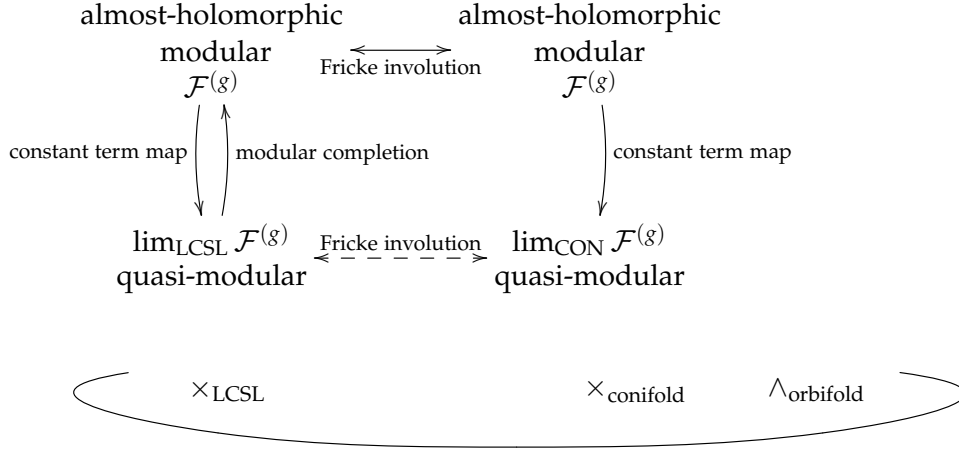 almost-holomorphic
modular
𝓕^(g)
Fricke involution
almost-holomorphic
modular
𝓕^(g)
constant term map
modular completion
constant term map
lim_LCSL 𝓕^(g)
quasi-modular
Fricke involution
lim_CON 𝓕^(g)
quasi-modular
×_LCSL
×_conifold
∧_orbifold